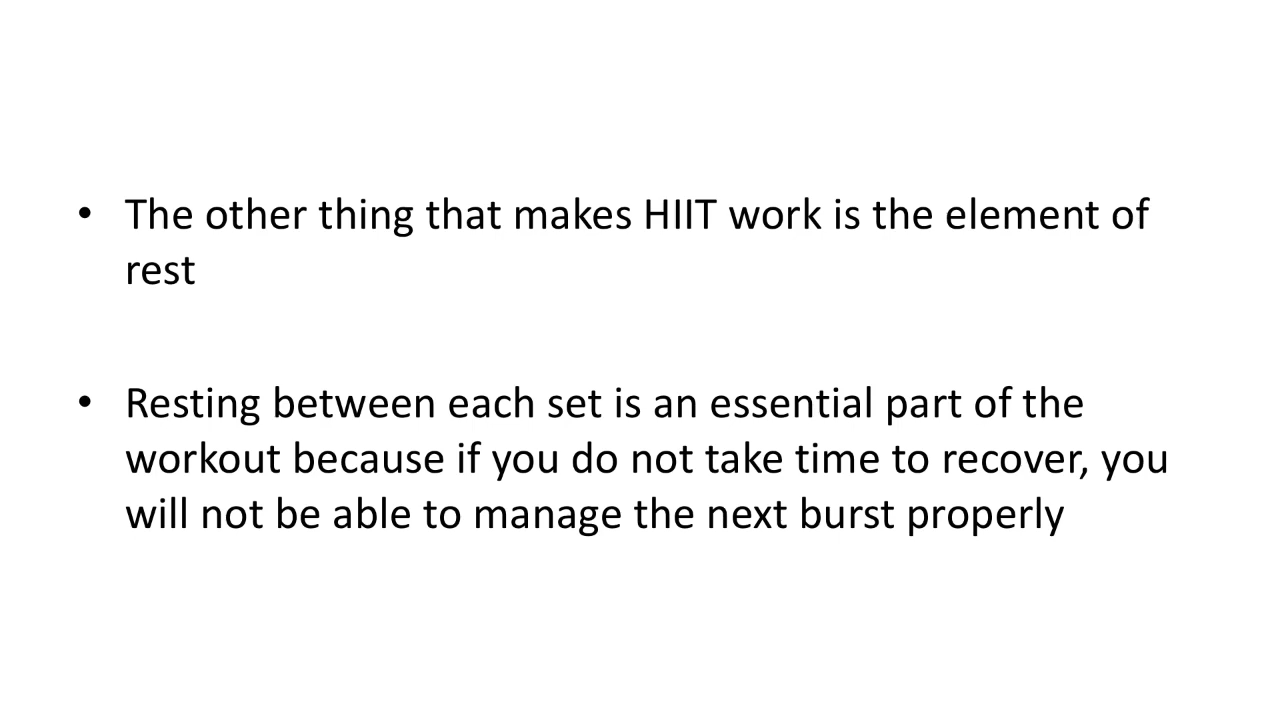 • The other thing that makes HIIT work is the element of
rest
• Resting between each set is an essential part of the
workout because if you do not take time to recover, you
will not be able to manage the next burst properly